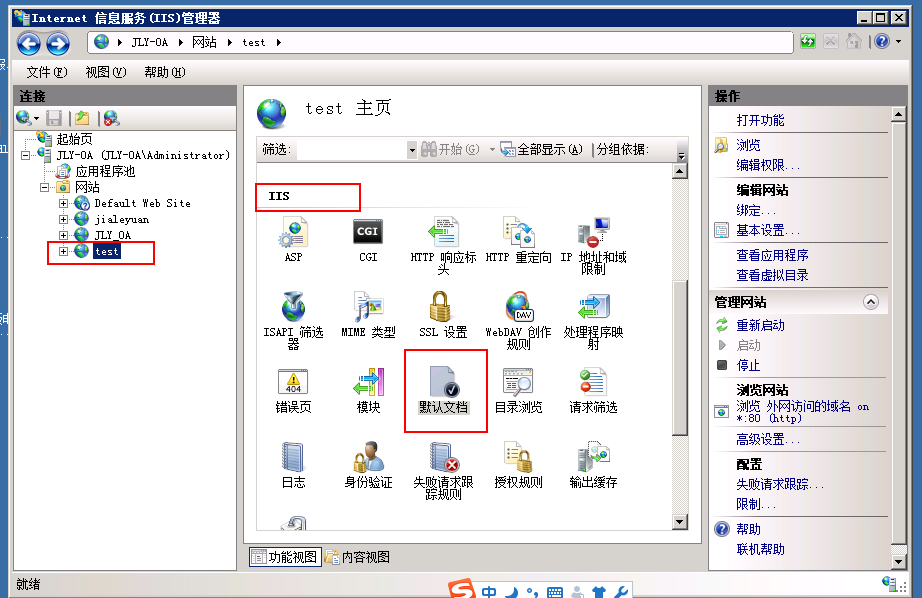 Internet 信息服务(IIS)管理器
JLY-OA
网站
test
文件(F)
视图(V)
帮助(H)
连接
起始页
JLY-OA (JLY-OA\Administrator)
应用程序池
网站
Default Web Site
jialeyuan
JLY_OA
test
test 主页
筛选:
开始(G)
全部显示(A)
分组依据:
IIS
CGI
ASP
CGI
HTTP 响应标
头
HTTP 重定向
IP 地址和域
限制
DAV
ISAPI 筛选
器
MIME 类型
SSL 设置
WebDAV 创作
规则
处理程序映
射
404
错误页
模块
默认文档
目录浏览
请求筛选
日志
身份验证
失败请求跟
踪规则
授权规则
输出缓存
功能视图
内容视图
操作
打开功能
浏览
编辑权限...
编辑网站
绑定...
基本设置...
查看应用程序
查看虚拟目录
管理网站
重新启动
启动
停止
浏览网站
浏览 外网访问的域名 on
*:80 (http)
高级设置...
配置
失败请求跟踪...
限制...
帮助
联机帮助
就绪
中